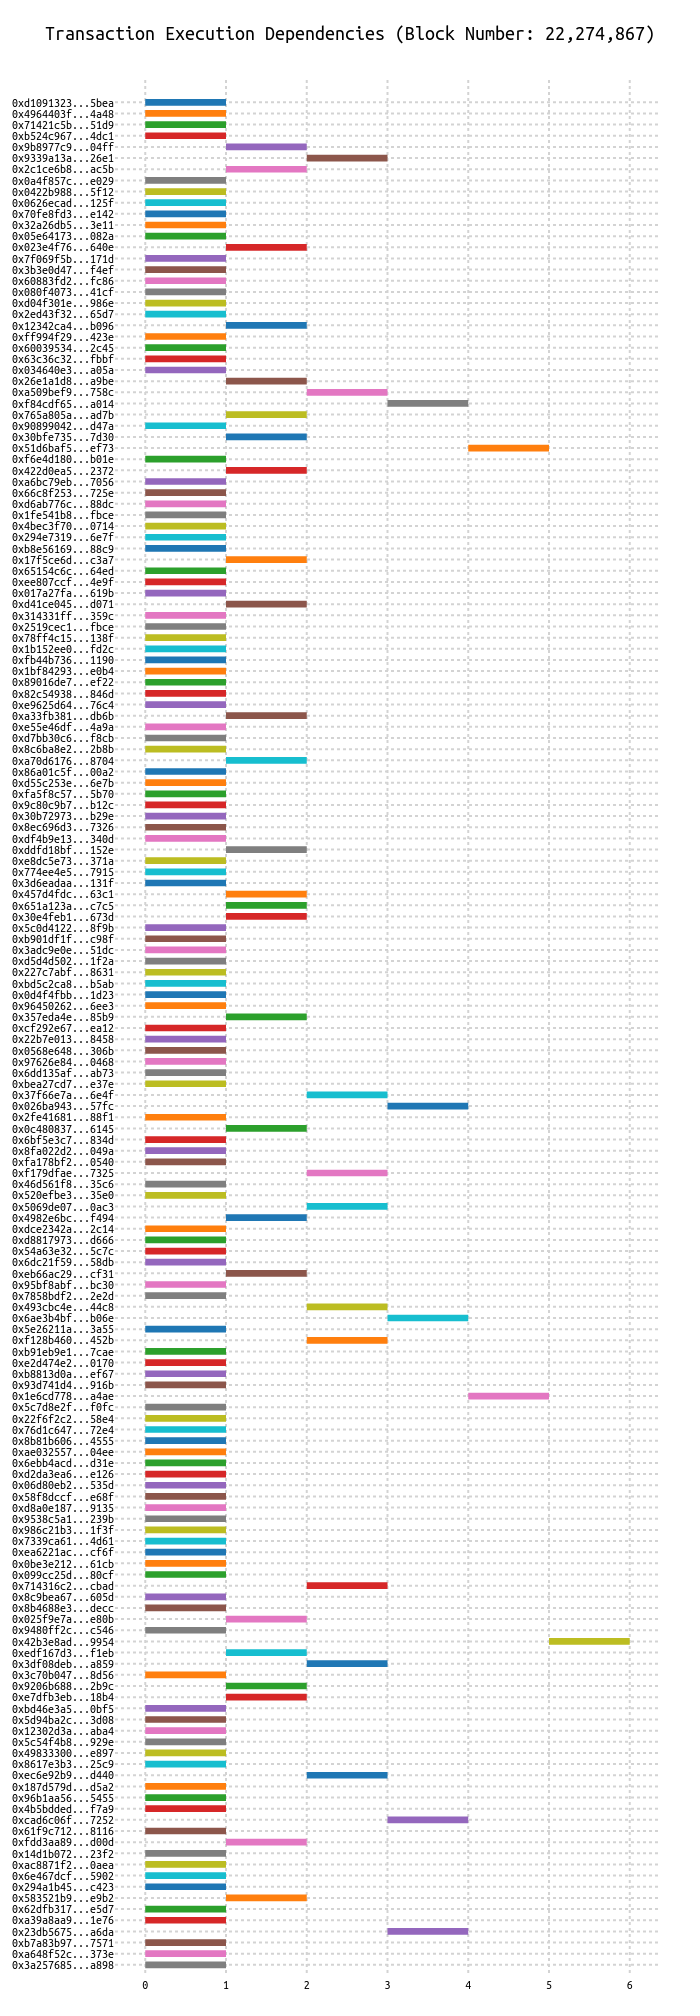 Transaction Execution Dependencies (Block Number: 22,274,867)
0xd1091323...5bea
0x4964403f...4a48
0x71421c5b...51d9
0xb524c967...4dc1
0x9b8977c9...04ff
0x9339a13a...26e1
0x2c1ce6b8...ac5b
0x0a4f857c...e029
0x0422b988...5f12
0x0626ecad...125f
0x70fe8fd3...e142
0x32a26db5...3e11
0x05e64173...082a
0x023e4f76...640e
0x7f069f5b...171d
0x3b3e0d47...f4ef
0x60883fd2...fc86
0x080f4073...41cf
0xd04f301e...986e
0x2ed43f32...65d7
0x12342ca4...b096
0xff994f29...423e
0x60039534...2c45
0x63c36c32...fbbf
0x034640e3...a05a
0x26e1a1d8...a9be
0xa509bef9...758c
0xf84cdf65...a014
0x765a805a...ad7b
0x90899042...d47a
0x30bfe735...7d30
0x51d6baf5...ef73
0xf6e4d180...b01e
0x422d0ea5...2372
0xa6bc79eb...7056
0x66c8f253...725e
0xd6ab776c...88dc
0x1fe541b8...fbce
0x4bec3f70...0714
0x294e7319...6e7f
0xb8e56169...88c9
0x17f5ce6d...c3a7
0x65154c6c...64ed
0xee807ccf...4e9f
0x017a27fa...619b
0xd41ce045...d071
0x314331ff...359c
0x2519cec1...fbce
0x78ff4c15...138f
0x1b152ee0...fd2c
0xfb44b736...1190
0x1bf84293...e0b4
0x89016de7...ef22
0x82c54938...846d
0xe9625d64...76c4
0xa33fb381...db6b
0xe55e46df...4a9a
0xd7bb30c6...f8cb
0x8c6ba8e2...2b8b
0xa70d6176...8704
0x86a01c5f...00a2
0xd55c253e...6e7b
0xfa5f8c57...5b70
0x9c80c9b7...b12c
0x30b72973...b29e
0x8ec696d3...7326
0xdf4b9e13...340d
0xddfd18bf...152e
0xe8dc5e73...371a
0x774ee4e5...7915
0x3d6eadaa...131f
0x457d4fdc...63c1
0x651a123a...c7c5
0x30e4feb1...673d
0x5c0d4122...8f9b
0xb901df1f...c98f
0x3adc9e0e...51dc
0xd5d4d502...1f2a
0x227c7abf...8631
0xbd5c2ca8...b5ab
0x0d4f4fbb...1d23
0x96450262...6ee3
0x357eda4e...85b9
0xcf292e67...ea12
0x22b7e013...8458
0x0568e648...306b
0x97626e84...0468
0x6dd135af...ab73
0xbea27cd7...e37e
0x37f66e7a...6e4f
0x026ba943...57fc
0x2fe41681...88f1
0x0c480837...6145
0x6bf5e3c7...834d
0x8fa022d2...049a
0xfa178bf2...0540
0xf179dfae...7325
0x46d561f8...35c6
0x520efbe3...35e0
0x5069de07...0ac3
0x4982e6bc...f494
0xdce2342a...2c14
0xd8817973...d666
0x54a63e32...5c7c
0x6dc21f59...58db
0xeb66ac29...cf31
0x95bf8abf...bc30
0x7858bdf2...2e2d
0x493cbc4e...44c8
0x6ae3b4bf...b06e
0x5e26211a...3a55
0xf128b460...452b
0xb91eb9e1...7cae
0xe2d474e2...0170
0xb8813d0a...ef67
0x93d741d4...916b
0x1e6cd778...a4ae
0x5c7d8e2f...f0fc
0x22f6f2c2...58e4
0x76d1c647...72e4
0x8b81b606...4555
0xae032557...04ee
0x6ebb4acd...d31e
0xd2da3ea6...e126
0x06d80eb2...535d
0x58f8dccf...e68f
0xd8a0e187...9135
0x9538c5a1...239b
0x986c21b3...1f3f
0x7339ca61...4d61
0xea6221ac...cf6f
0x0be3e212...61cb
0x099cc25d...80cf
0x714316c2...cbad
0x8c9bea67...605d
0x8b4688e3...decc
0x025f9e7a...e80b
0x9480ff2c...c546
0x42b3e8ad...9954
0xedf167d3...f1eb
0x3df08deb...a859
0x3c70b047...8d56
0x9206b688...2b9c
0xe7dfb3eb...18b4
0xbd46e3a5...0bf5
0x5d94ba2c...3d08
0x12302d3a...aba4
0x5c54f4b8...929e
0x49833300...e897
0x8617e3b3...25c9
0xec6e92b9...d440
0x187d579d...d5a2
0x96b1aa56...5455
0x4b5bdded...f7a9
0xcad6c06f...7252
0x61f9c712...8116
0xfdd3aa89...d00d
0x14d1b072...23f2
0xac8871f2...0aea
0x6e467dcf...5902
0x294a1b45...c423
0x583521b9...e9b2
0x62dfb317...e5d7
0xa39a8aa9...1e76
0x23db5675...a6da
0xb7a83b97...7571
0xa648f52c...373e
0x3a257685...a898
0 1 2 3 4 5 6